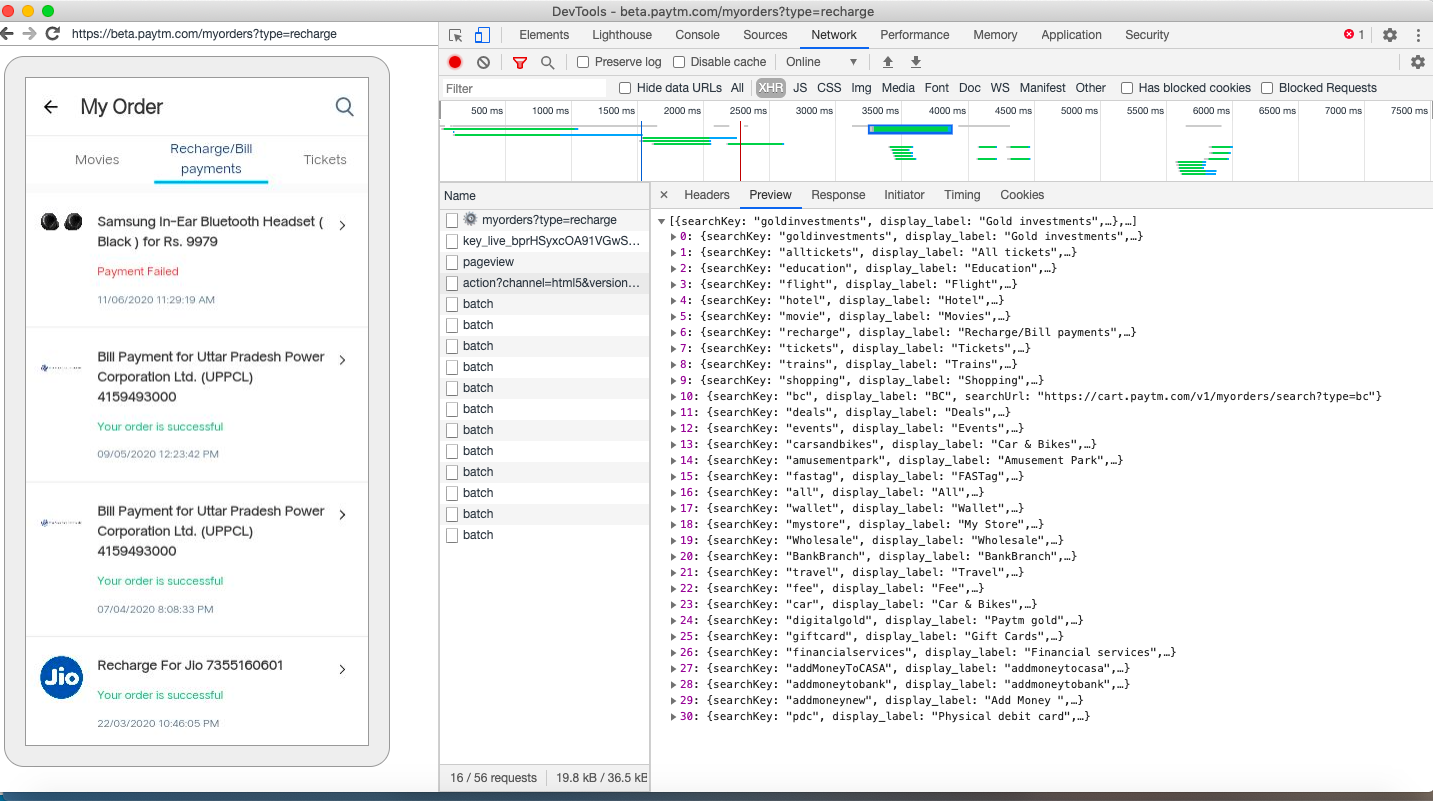 DevTools - beta.paytm.com/myorders?type=recharge
https://beta.paytm.com/myorders?type=recharge
My Order
Movies
Recharge/Bill
payments
Tickets
Samsung In-Ear Bluetooth Headset (
Black ) for Rs. 9979
Payment Failed
11/06/2020 11:29:19 AM
Bill Payment for Uttar Pradesh Power
Corporation Ltd. (UPPCL)
4159493000
Your order is successful
09/05/2020 12:23:42 PM
Bill Payment for Uttar Pradesh Power
Corporation Ltd. (UPPCL)
4159493000
Your order is successful
07/04/2020 8:08:33 PM
Jio
Recharge For Jio 7355160601
Your order is successful
22/03/2020 10:46:05 PM
Elements Lighthouse Console Sources Network Performance Memory Application Security 1
Preserve log Disable cache Online
Filter Hide data URLs All XHR JS CSS Img Media Font Doc WS Manifest Other Has blocked cookies Blocked Requests
500 ms 1000 ms 1500 ms 2000 ms 2500 ms 3000 ms 3500 ms 4000 ms 4500 ms 5000 ms 5500 ms 6000 ms 6500 ms 7000 ms 7500 ms
Name
myorders?type=recharge
key_live_bprHSyxcOA91VGwS...
pageview
action?channel=html5&version...
batch
batch
batch
batch
batch
batch
batch
batch
batch
batch
batch
batch
16 / 56 requests 19.8 kB / 36.5 kB
× Headers Preview Response Initiator Timing Cookies
[{searchKey: "goldinvestments", display_label: "Gold investments",…},…]
0: {searchKey: "goldinvestments", display_label: "Gold investments",…}
1: {searchKey: "alltickets", display_label: "All tickets",…}
2: {searchKey: "education", display_label: "Education",…}
3: {searchKey: "flight", display_label: "Flight",…}
4: {searchKey: "hotel", display_label: "Hotel",…}
5: {searchKey: "movie", display_label: "Movies",…}
6: {searchKey: "recharge", display_label: "Recharge/Bill payments",…}
7: {searchKey: "tickets", display_label: "Tickets",…}
8: {searchKey: "trains", display_label: "Trains",…}
9: {searchKey: "shopping", display_label: "Shopping",…}
10: {searchKey: "bc", display_label: "BC", searchUrl: "https://cart.paytm.com/v1/myorders/search?type=bc"}
11: {searchKey: "deals", display_label: "Deals",…}
12: {searchKey: "events", display_label: "Events",…}
13: {searchKey: "carsandbikes", display_label: "Car & Bikes",…}
14: {searchKey: "amusementpark", display_label: "Amusement Park",…}
15: {searchKey: "fastag", display_label: "FASTag",…}
16: {searchKey: "all", display_label: "All",…}
17: {searchKey: "wallet", display_label: "Wallet",…}
18: {searchKey: "mystore", display_label: "My Store",…}
19: {searchKey: "Wholesale", display_label: "Wholesale",…}
20: {searchKey: "BankBranch", display_label: "BankBranch",…}
21: {searchKey: "travel", display_label: "Travel",…}
22: {searchKey: "fee", display_label: "Fee",…}
23: {searchKey: "car", display_label: "Car & Bikes",…}
24: {searchKey: "digitalgold", display_label: "Paytm gold",…}
25: {searchKey: "giftcard", display_label: "Gift Cards",…}
26: {searchKey: "financialservices", display_label: "Financial services",…}
27: {searchKey: "addMoneyToCASA", display_label: "addmoneytocasa",…}
28: {searchKey: "addmoneytobank", display_label: "addmoneytobank",…}
29: {searchKey: "addmoneynew", display_label: "Add Money ",…}
30: {searchKey: "pdc", display_label: "Physical debit card",…}